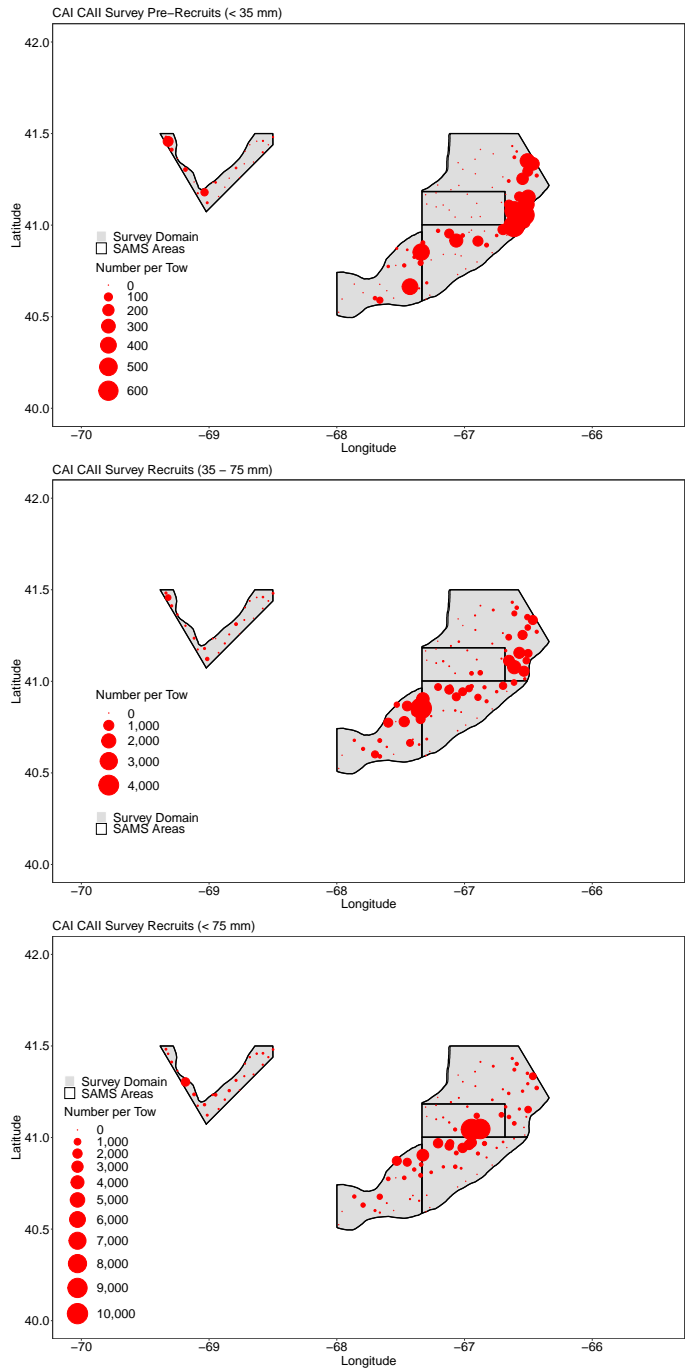 CAI CAII Survey Pre−Recruits (< 35 mm)
42.0
41.5
41.0
40.5
40.0
Latitude
Survey Domain
SAMS Areas
Number per Tow
0
100
200
300
400
500
600
−70 −69 −68 −67 −66
Longitude
CAI CAII Survey Recruits (35 − 75 mm)
42.0
41.5
41.0
40.5
40.0
Latitude
Number per Tow
0
1,000
2,000
3,000
4,000
Survey Domain
SAMS Areas
−70 −69 −68 −67 −66
Longitude
CAI CAII Survey Recruits (< 75 mm)
42.0
41.5
41.0
40.5
40.0
Latitude
Survey Domain
SAMS Areas
Number per Tow
0
1,000
2,000
3,000
4,000
5,000
6,000
7,000
8,000
9,000
10,000
−70 −69 −68 −67 −66
Longitude